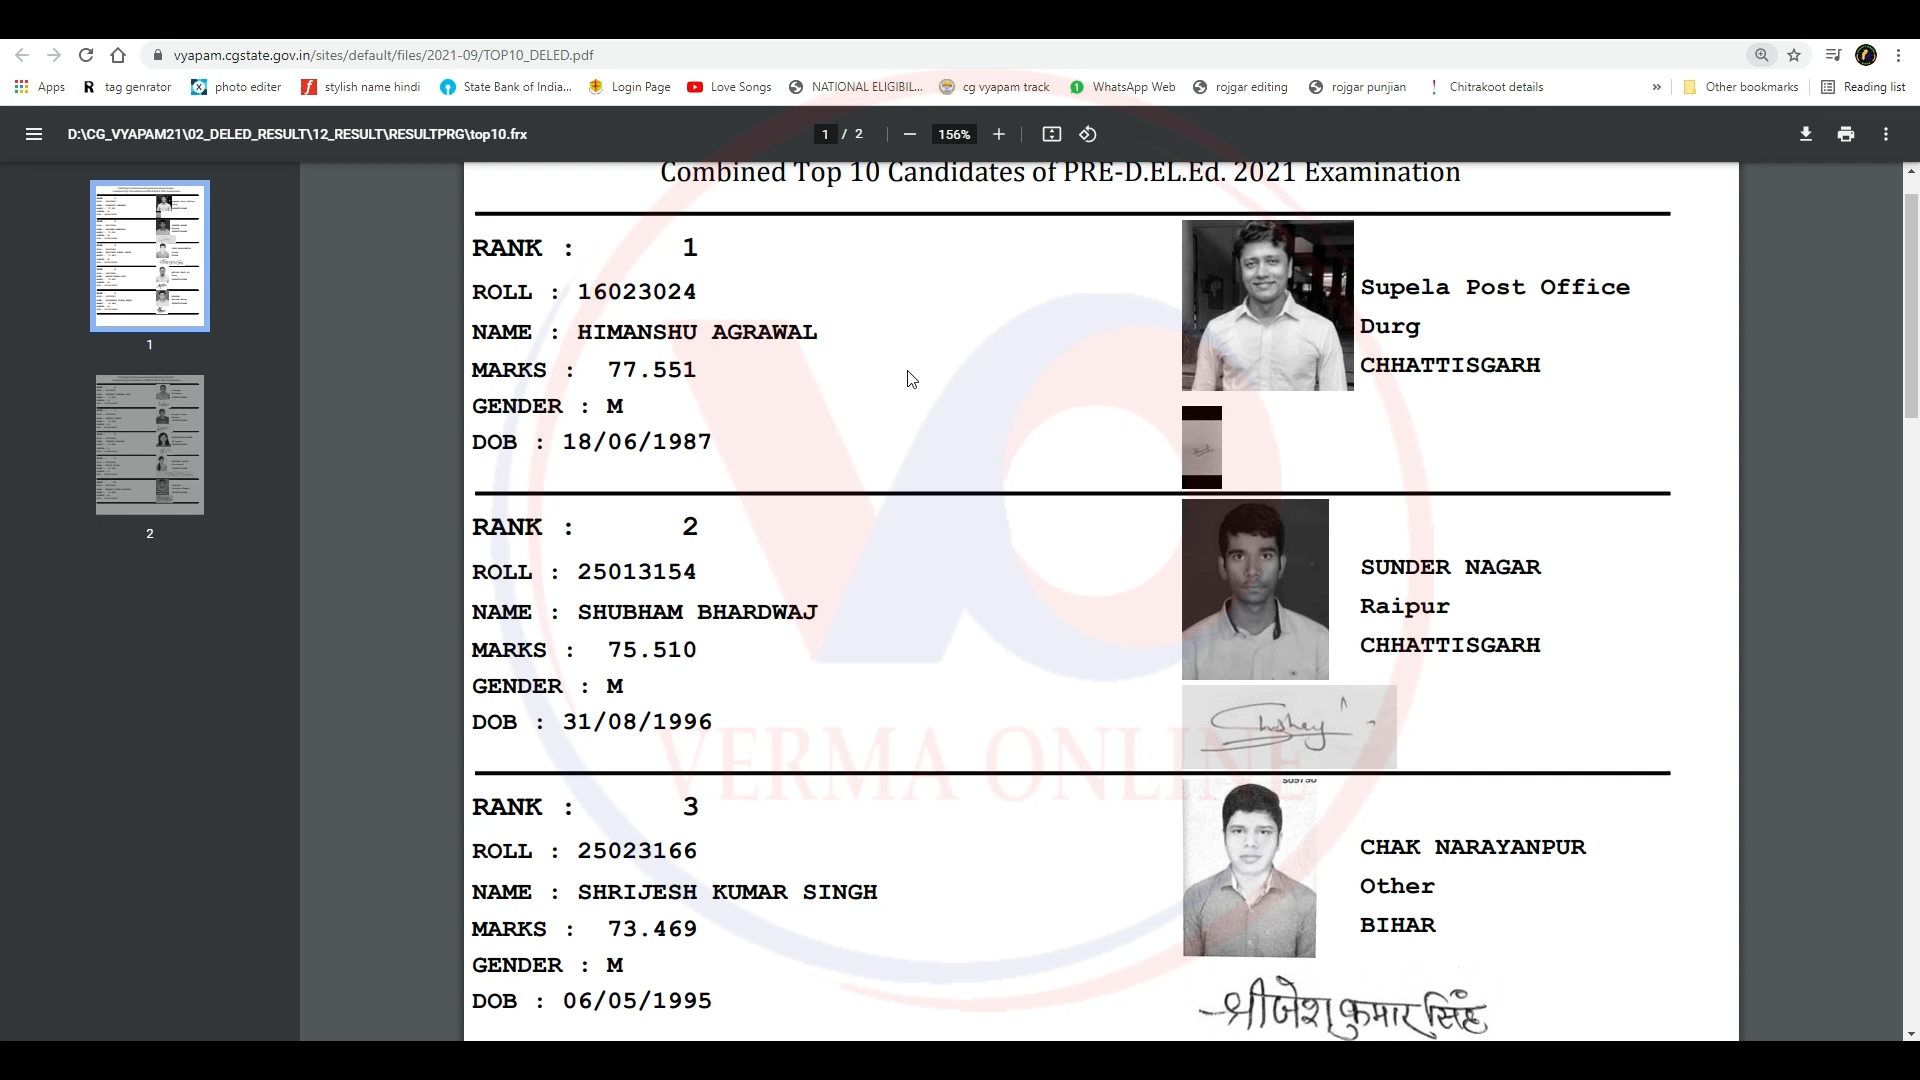 vyapam.cgstate.gov.in/sites/default/files/2021-09/TOP10_DELED.pdf
Apps tag genrator photo editer stylish name hindi State Bank of India... Login Page Love Songs NATIONAL ELIGIBIL... cg vyapam track WhatsApp Web rojgar editing rojgar punjian Chitrakoot details » Other bookmarks Reading list
D:\CG_VYAPAM21\02_DELED_RESULT\12_RESULT\RESULTPRG\top10.frx 1 / 2 156%
1
2
Combined Top 10 Candidates of PRE-D.EL.Ed. 2021 Examination
RANK : 1
ROLL : 16023024
NAME : HIMANSHU AGRAWAL
MARKS : 77.551
GENDER : M
DOB : 18/06/1987
Supela Post Office
Durg
CHHATTISGARH
RANK : 2
ROLL : 25013154
NAME : SHUBHAM BHARDWAJ
MARKS : 75.510
GENDER : M
DOB : 31/08/1996
SUNDER NAGAR
Raipur
CHHATTISGARH
VERMA ONLINE
RANK : 3
ROLL : 25023166
NAME : SHRIJESH KUMAR SINGH
MARKS : 73.469
GENDER : M
DOB : 06/05/1995
CHAK NARAYANPUR
Other
BIHAR
श्रीजेश कुमार सिंह